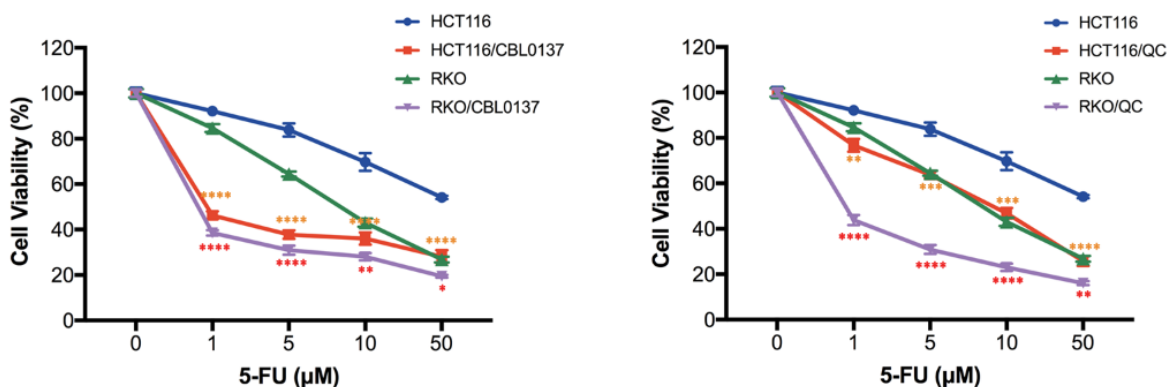 HCT116
HCT116/CBL0137
RKO
RKO/CBL0137
Cell Viability (%)
120
100
80
60
40
20
0
****
****
****
****
****
****
**
*
0 1 5 10 50
5-FU (μM)
HCT116
HCT116/QC
RKO
RKO/QC
Cell Viability (%)
120
100
80
60
40
20
0
**
***
***
****
****
****
****
**
0 1 5 10 50
5-FU (μM)